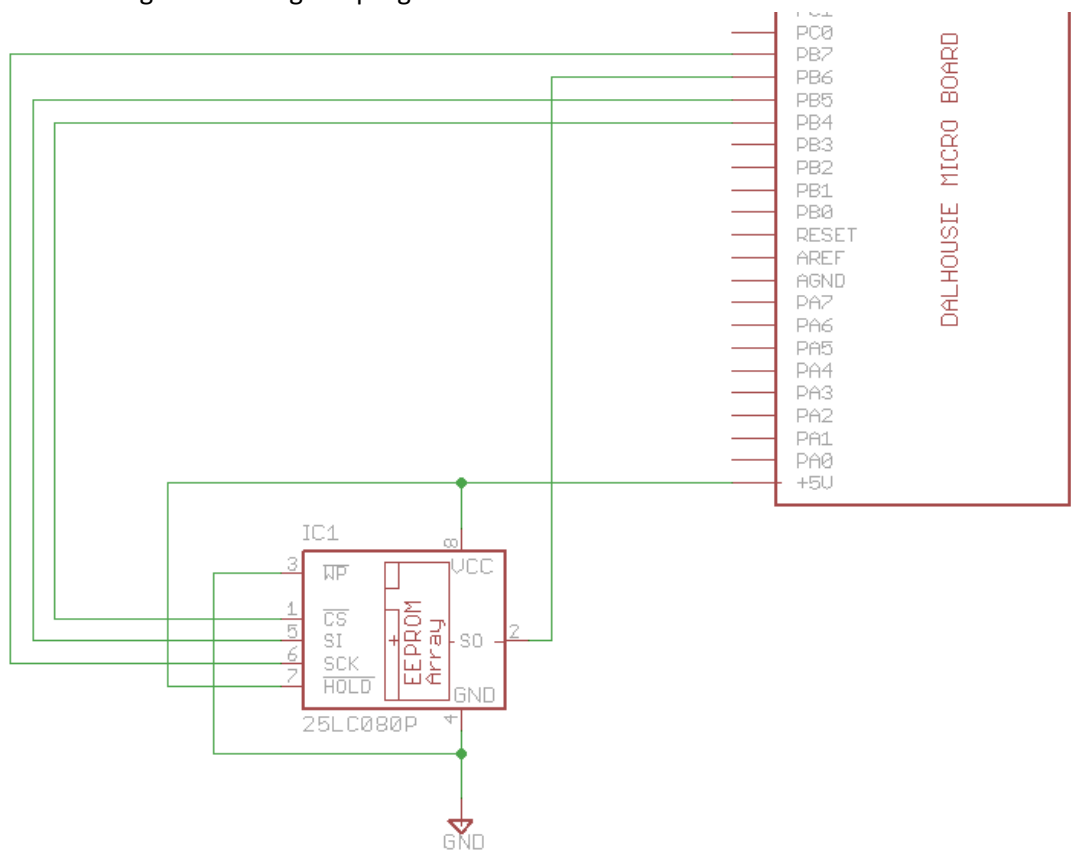 PC0
PB7
PB6
PB5
PB4
PB3
PB2
PB1
PB0
RESET
AREF
AGND
PA7
PA6
PA5
PA4
PA3
PA2
PA1
PA0
+5V
DALHOUSIE MICRO BOARD
IC1
8
VCC
3
WP
1
CS
5
SI
6
SCK
7
HOLD
+
EEPROM
Array
SO
2
GND
4
25LC080P
GND